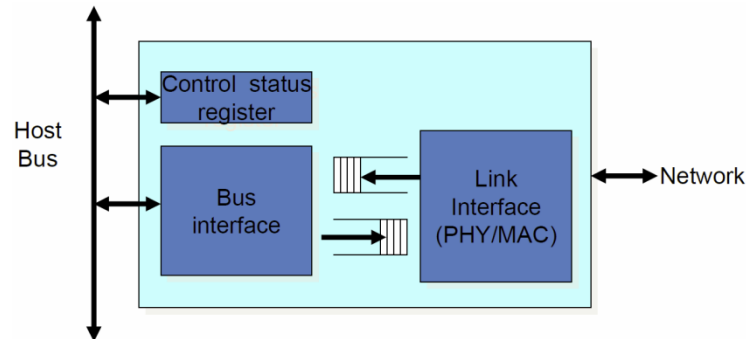 Control status
register
Host
Bus
Bus
interface
Link
Interface
(PHY/MAC)
Network